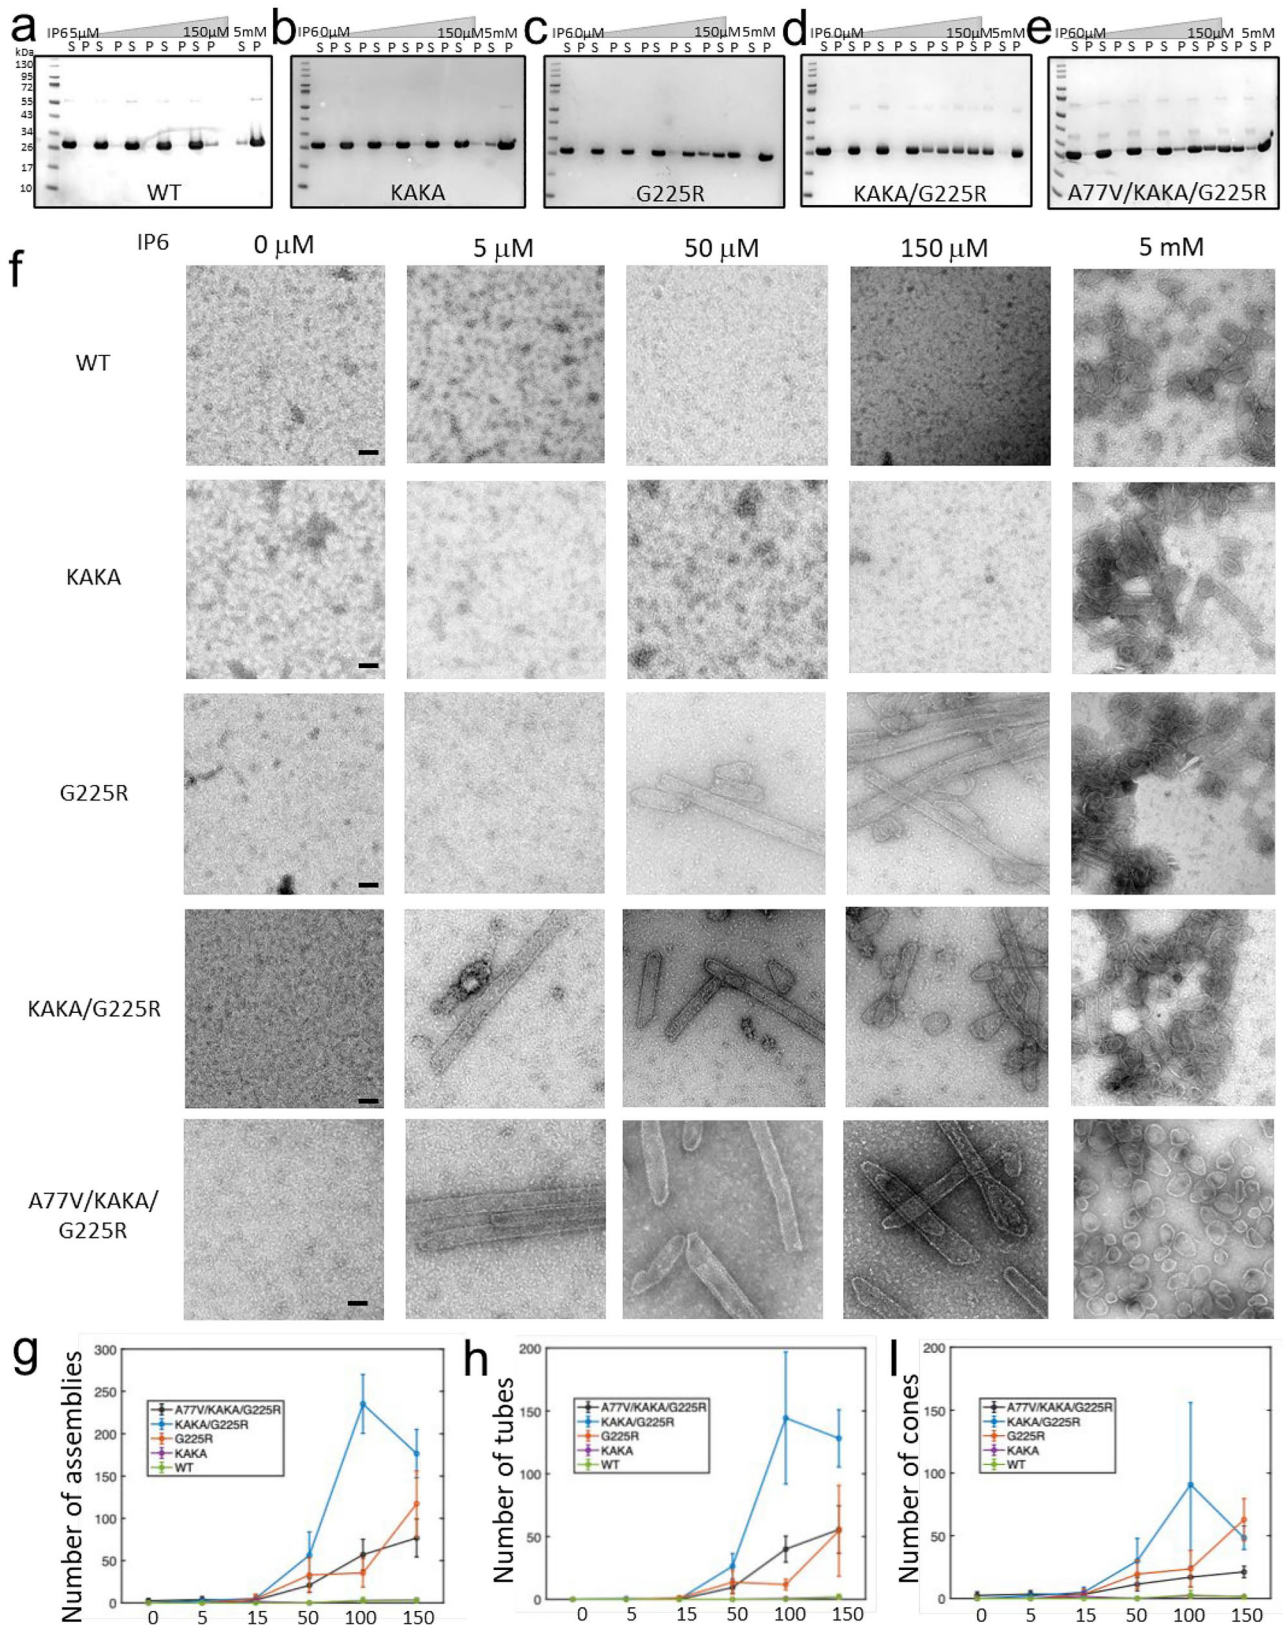 a b c d e
IP6 5μM 150μM 5mM IP6 0μM 150μM 5mM IP6 0μM 150μM 5mM IP6 0μM 150μM 5mM IP6 0μM 150μM 5mM
S P S P S P S P S P S P S P S P S P S P S P S P S P S P S P S P S P S P S P S P S P S P S P S P
kDa
130
95
72
55
43
34
26
17
10
WT KAKA G225R KAKA/G225R A77V/KAKA/G225R
f
IP6 0 μM 5 μM 50 μM 150 μM 5 mM
WT
KAKA
G225R
KAKA/G225R
A77V/KAKA/
G225R
g
Number of assemblies
300
250
200
150
100
50
0
A77V/KAKA/G225R
KAKA/G225R
G225R
KAKA
WT
0 5 15 50 100 150
h
Number of tubes
200
150
100
50
0
A77V/KAKA/G225R
KAKA/G225R
G225R
KAKA
WT
0 5 15 50 100 150
I
Number of cones
200
150
100
50
0
A77V/KAKA/G225R
KAKA/G225R
G225R
KAKA
WT
0 5 15 50 100 150